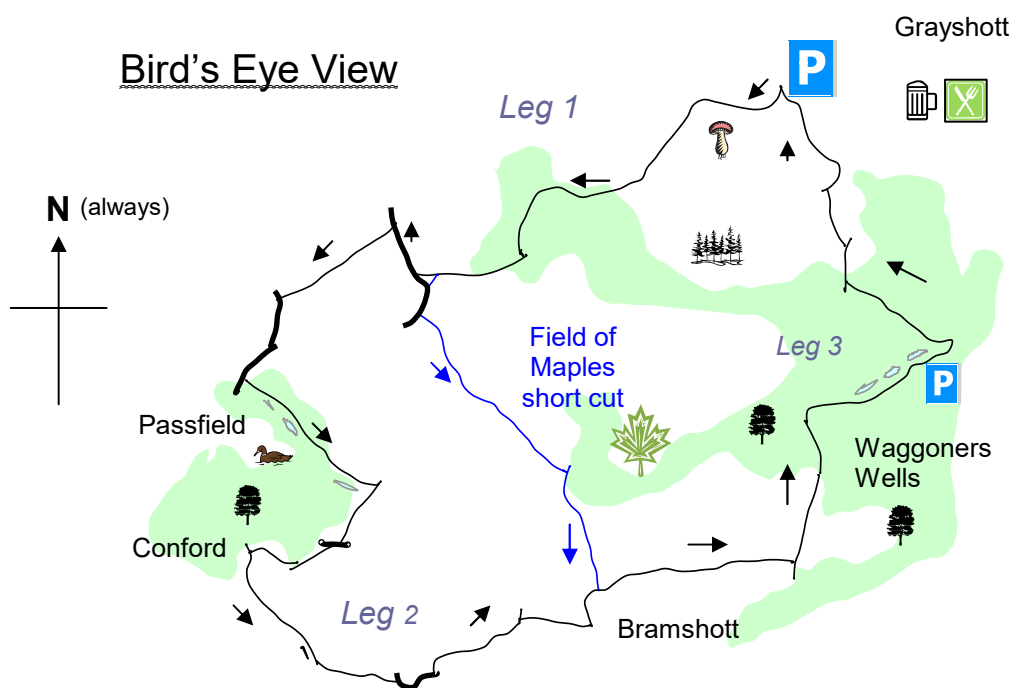 Grayshott
Bird's Eye View
P
Leg 1
N (always)
Field of
Maples
short cut
Leg 3
P
Passfield
Waggoners
Wells
Conford
Leg 2
Bramshott